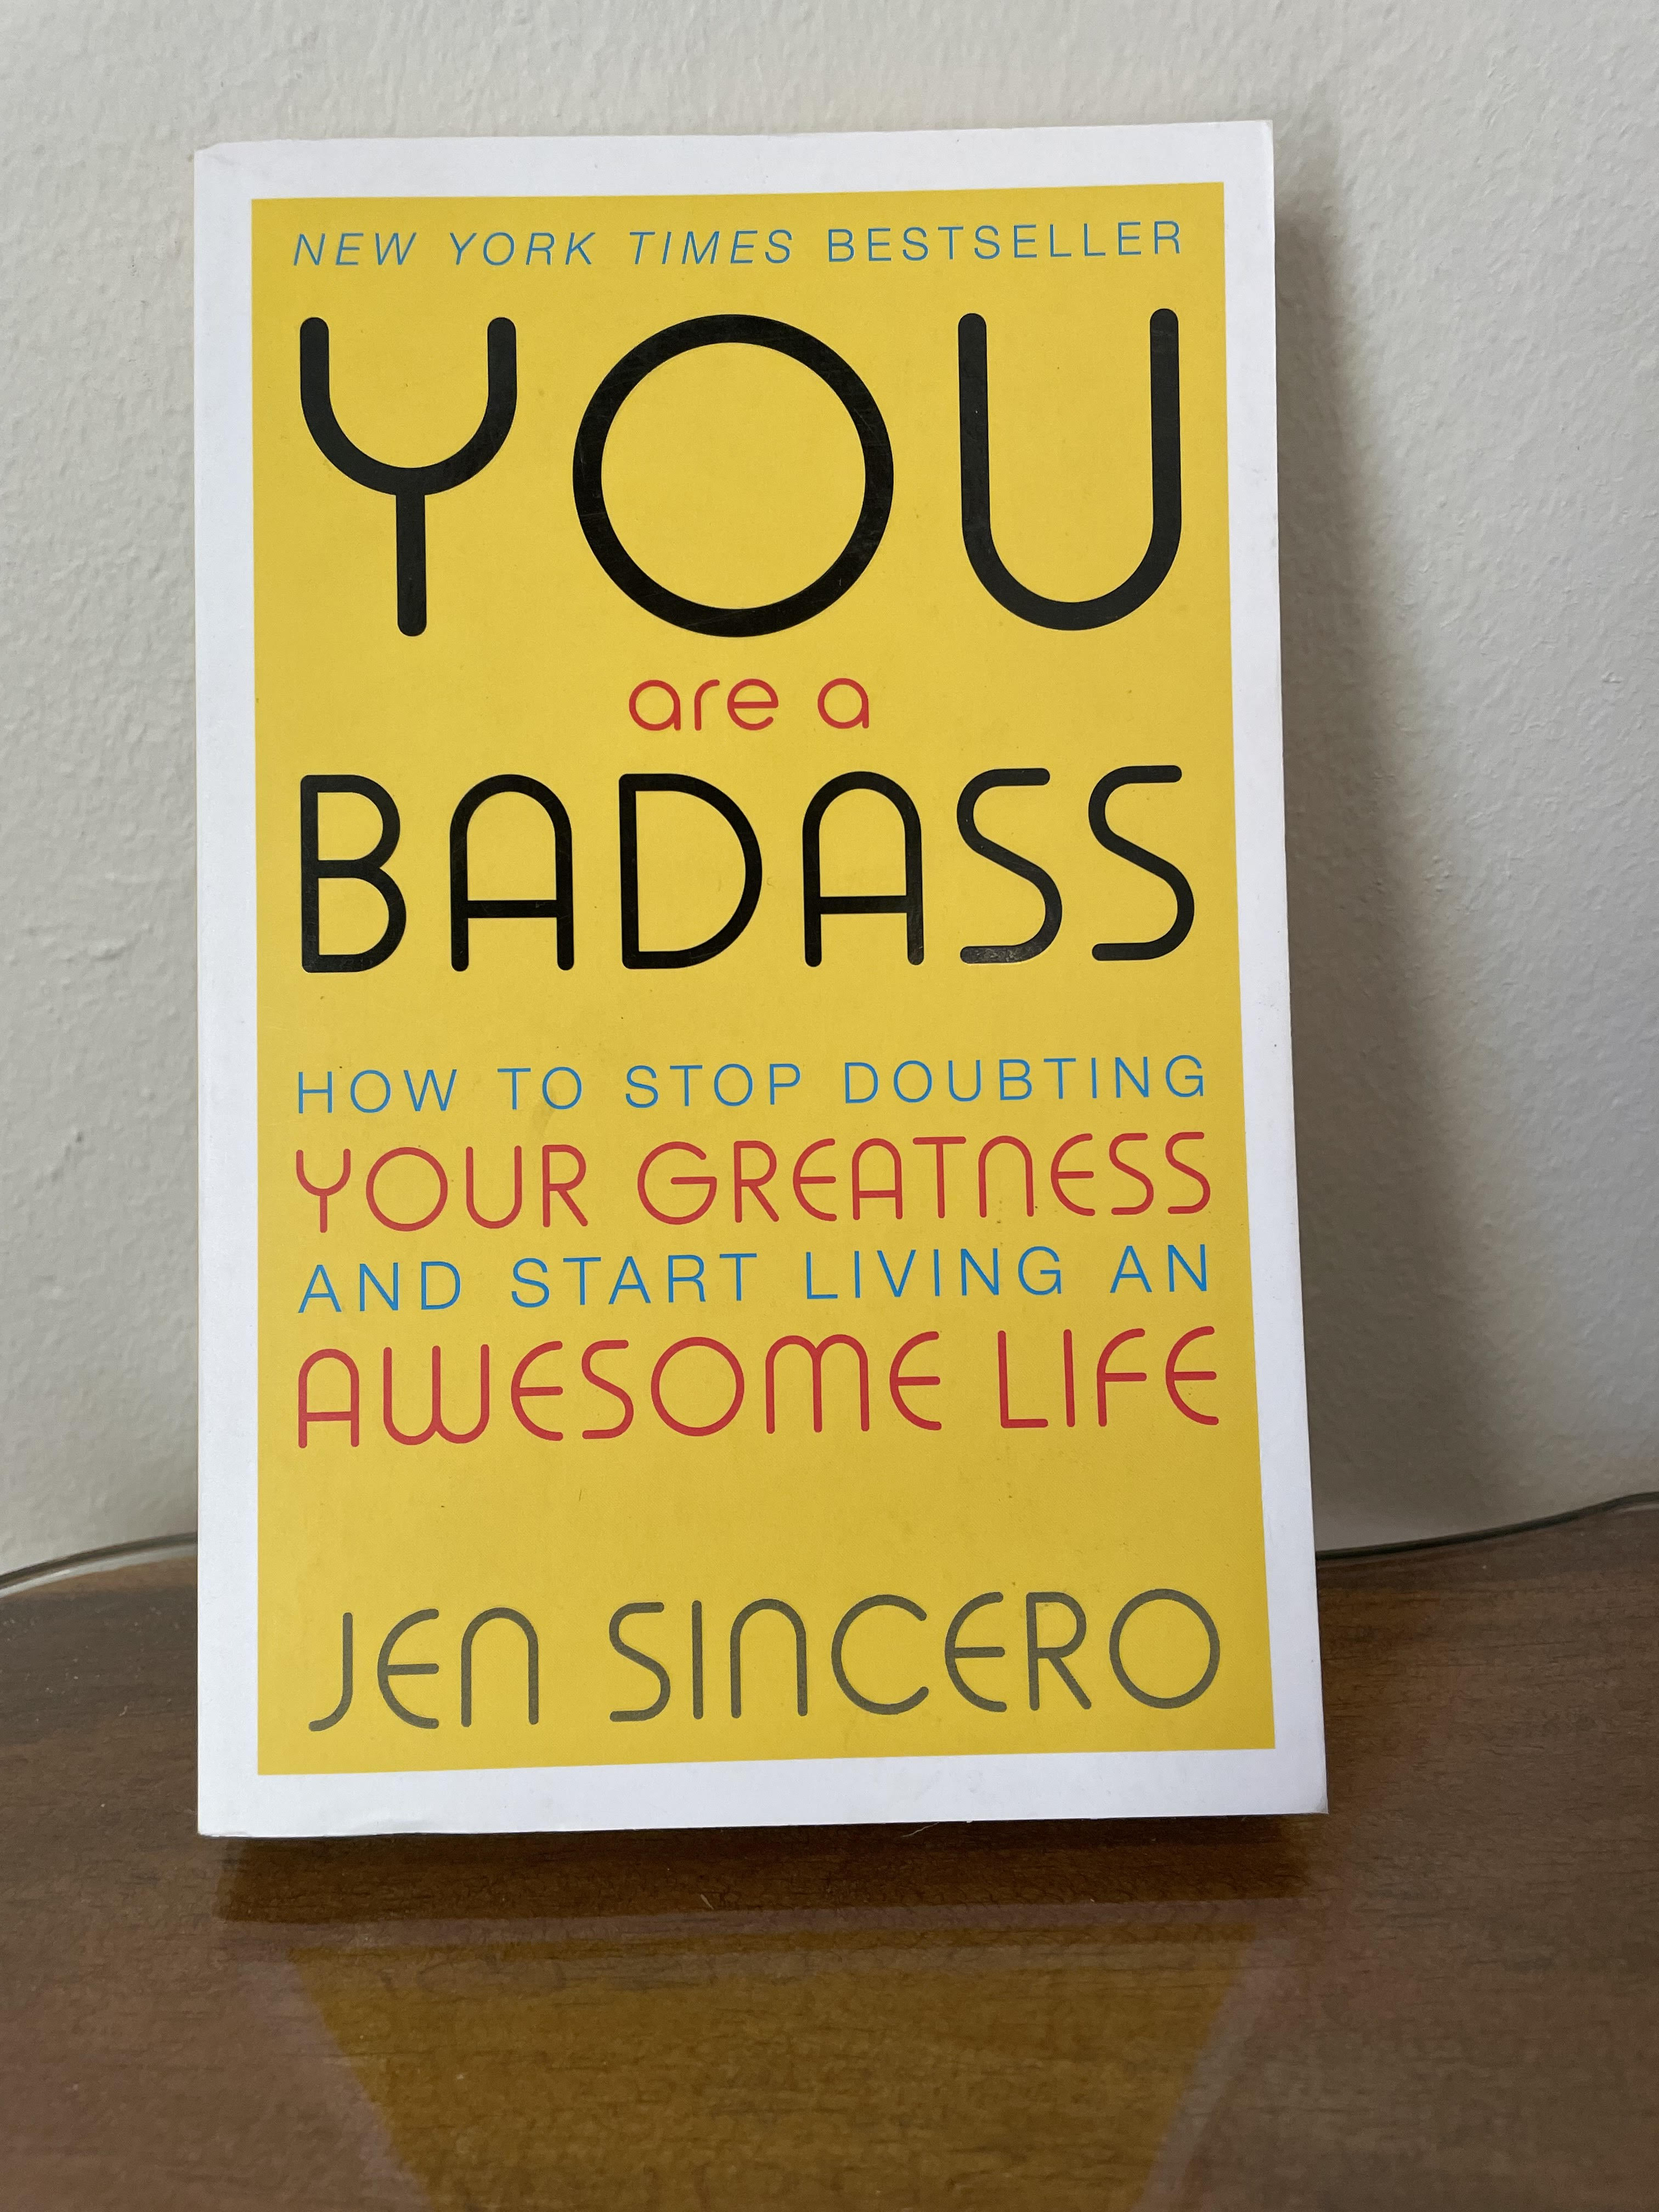 NEW YORK TIMES BESTSELLER
YOU
are a
BADASS
HOW TO STOP DOUBTING
YOUR GREATNESS
AND START LIVING AN
AWESOME LIFE
JEN SINCERO